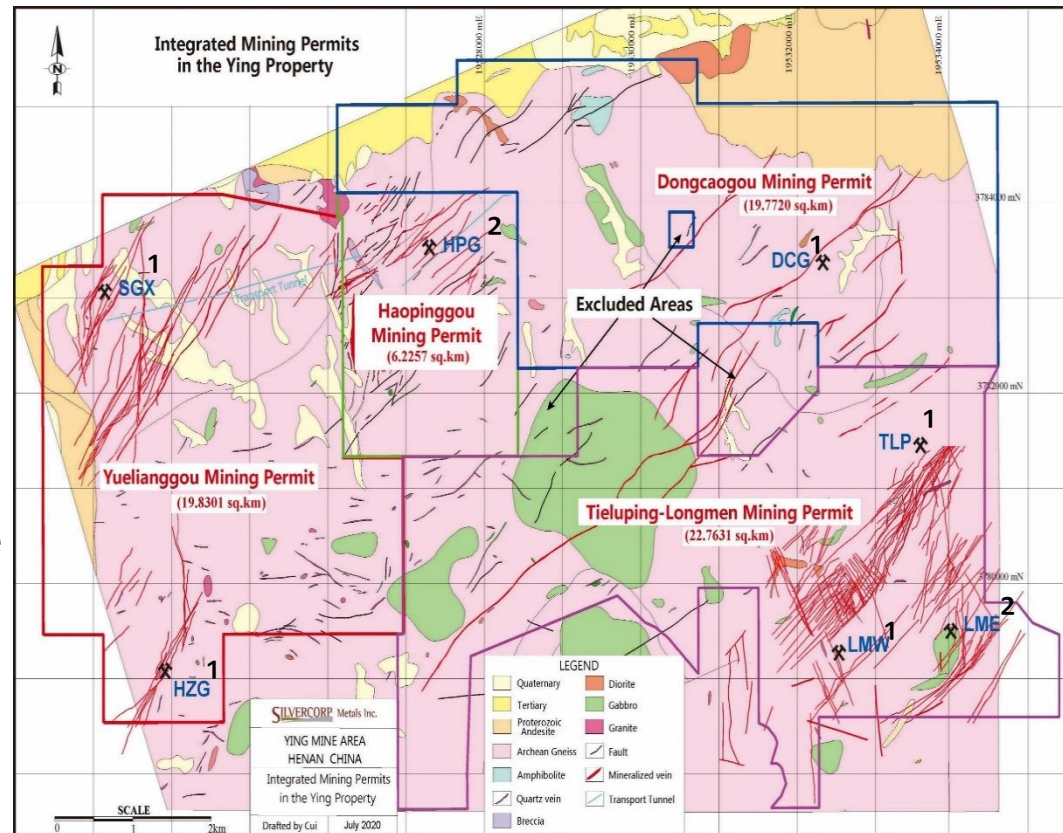 Integrated Mining Permits
in the Ying Property
N
19528000 mE
19530000 mE
19532000 mE
19534000 mE
Dongcaogou Mining Permit
(19.7720 sq.km)
3784000 mN
HPG 2
DCG 1
SGX 1
Transport Tunnel
Excluded Areas
Haopinggou
Mining Permit
(6.2257 sq.km)
3782000 mN
TLP 1
Yuelianggou Mining Permit
(19.8301 sq.km)
Tieluping-Longmen Mining Permit
(22.7631 sq.km)
3780000 mN
LME 2
LMW 1
HZG 1
LEGEND
Quaternary
Diorite
Tertiary
Gabbro
Proterozoic
Andesite
Granite
Archean Gneiss
Fault
Amphibolite
Mineralized vein
Quartz vein
Transport Tunnel
Breccia
SILVERCORP Metals Inc.
YING MINE AREA
HENAN CHINA
Integrated Mining Permits
in the Ying Property
Drafted by Cui July 2020
SCALE
0 1 2km